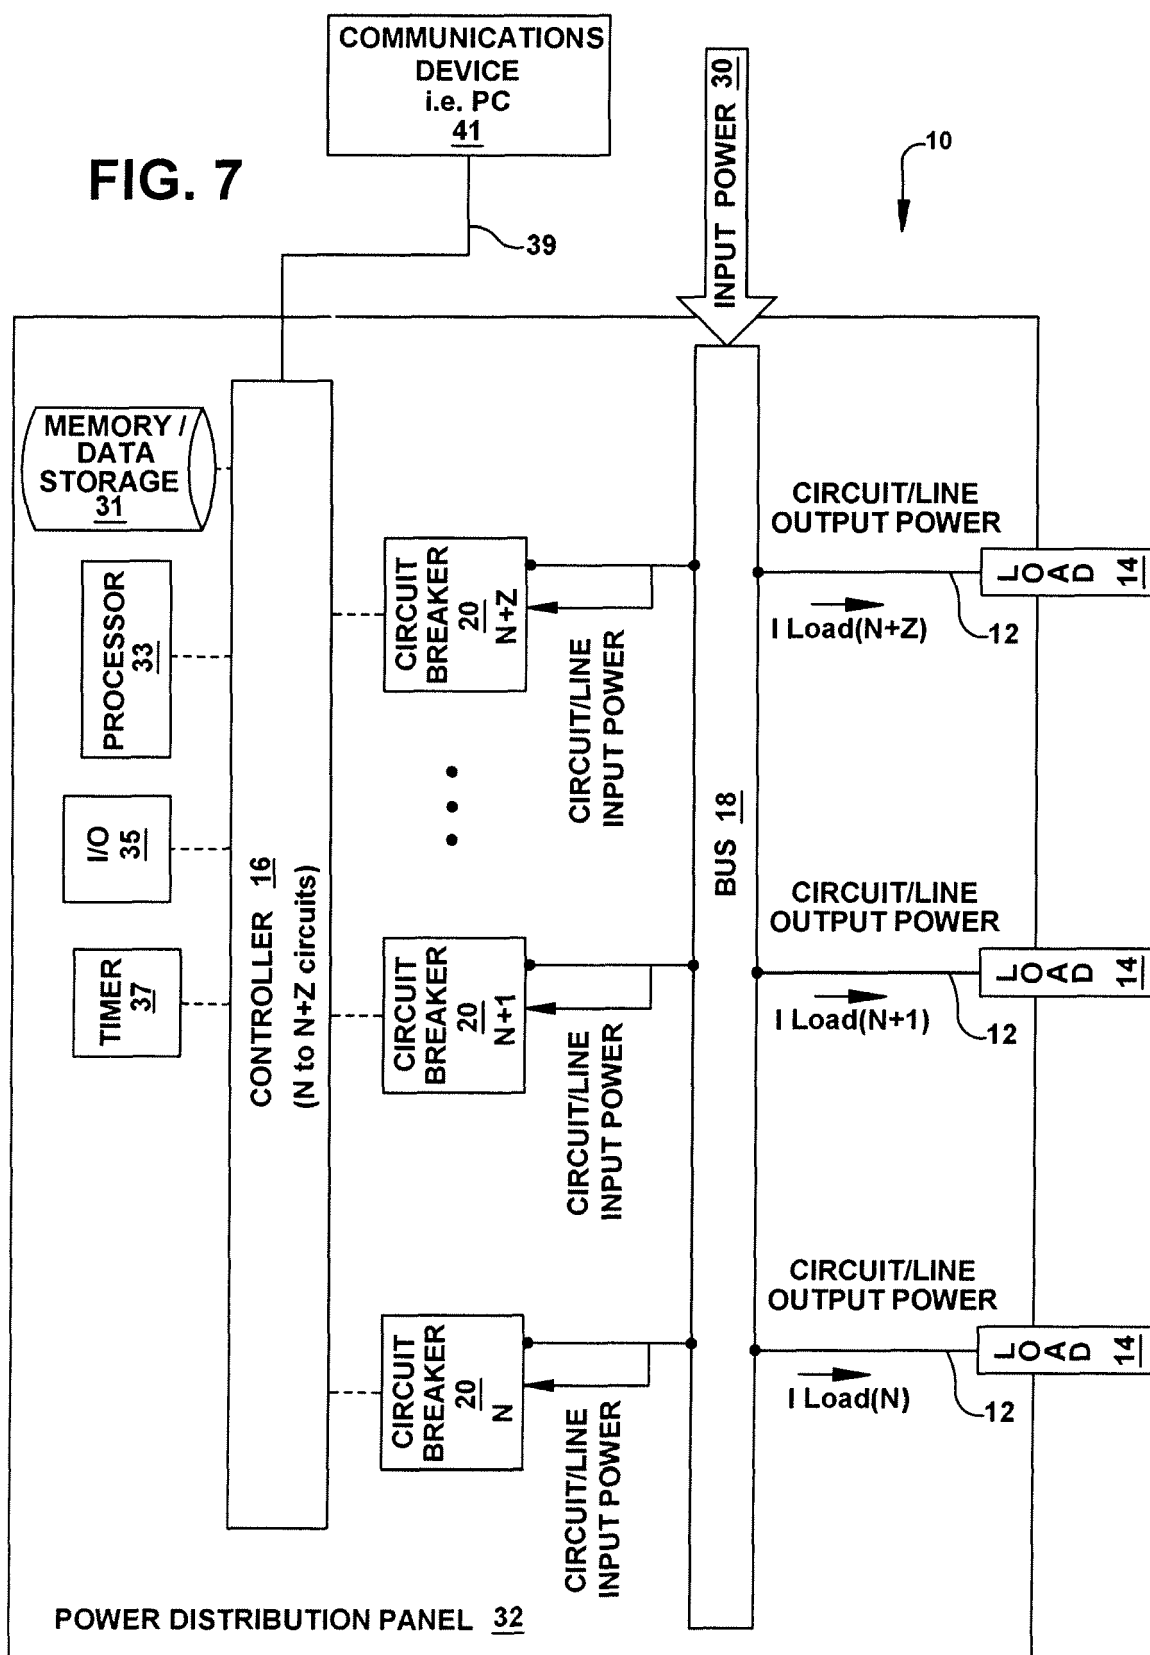 COMMUNICATIONS
DEVICE
i.e. PC
41
FIG. 7
39
INPUT POWER 30
10
MEMORY /
DATA
STORAGE
31
PROCESSOR
33
I/O
35
TIMER
37
CONTROLLER 16
(N to N+Z circuits)
CIRCUIT
BREAKER
20
N+Z
CIRCUIT/LINE
INPUT POWER
CIRCUIT
BREAKER
20
N+1
CIRCUIT/LINE
INPUT POWER
CIRCUIT
BREAKER
20
N
CIRCUIT/LINE
INPUT POWER
BUS 18
CIRCUIT/LINE
OUTPUT POWER
I Load(N+Z)
12
LOAD 14
CIRCUIT/LINE
OUTPUT POWER
I Load(N+1)
12
LOAD 14
CIRCUIT/LINE
OUTPUT POWER
I Load(N)
12
LOAD 14
POWER DISTRIBUTION PANEL 32